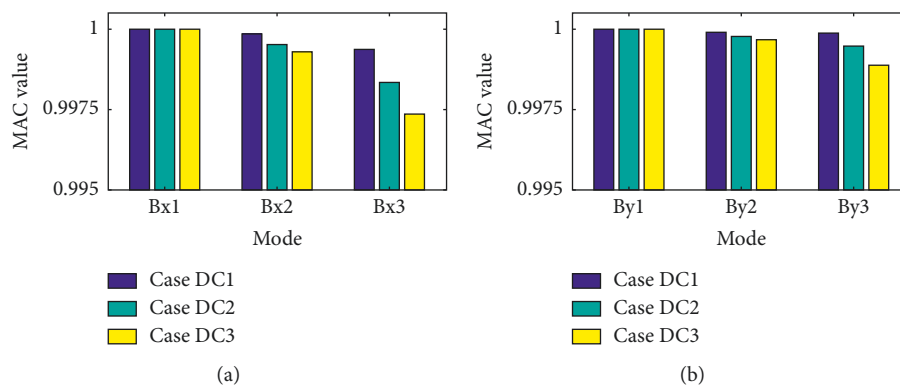 1
0.9975
0.995
MAC value
Bx1 Bx2 Bx3
Mode
Case DC1
Case DC2
Case DC3
(a)
1
0.9975
0.995
MAC value
By1 By2 By3
Mode
Case DC1
Case DC2
Case DC3
(b)